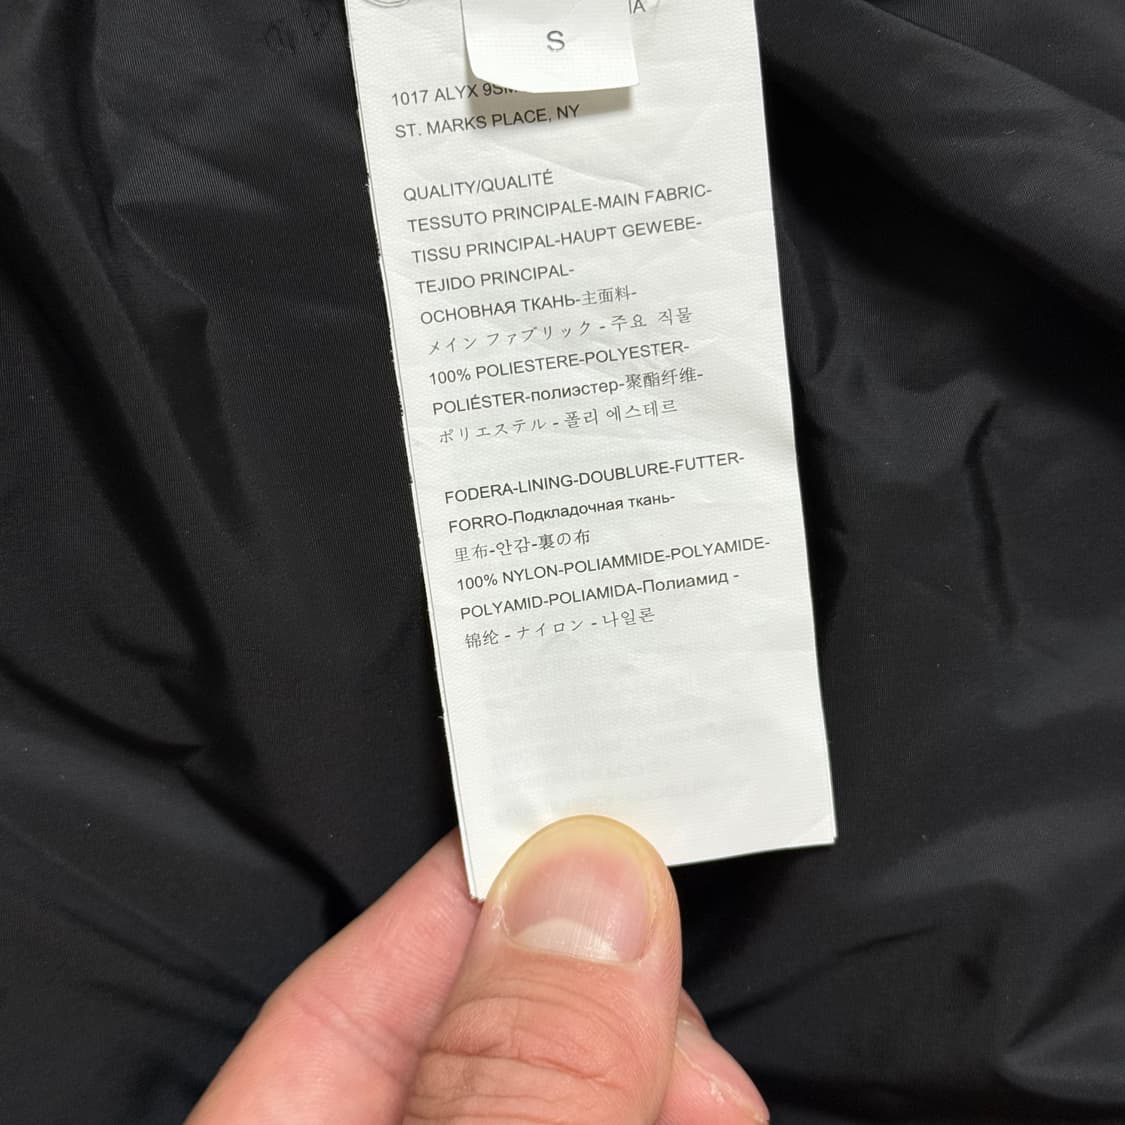 IA
S
1017 ALYX
ST. MARKS PLACE, NY
QUALITY/QUALITÉ
TESSUTO PRINCIPALE-MAIN FABRIC-
TISSU PRINCIPAL-HAUPT GEWEBE-
TEJIDO PRINCIPAL-
ОСНОВНАЯ ТКАНЬ-主面料-
メイン ファブリック - 주요 직물
100% POLIESTERE-POLYESTER-
POLIÉSTER-полиэстер-聚酯纤维-
ポリエステル - 폴리 에스테르
FODERA-LINING-DOUBLURE-FUTTER-
FORRO-Подкладочная ткань-
里布-안감-裏の布
100% NYLON-POLIAMMIDE-POLYAMIDE-
POLYAMID-POLIAMIDA-Полиамид -
锦纶 - ナイロン - 나일론